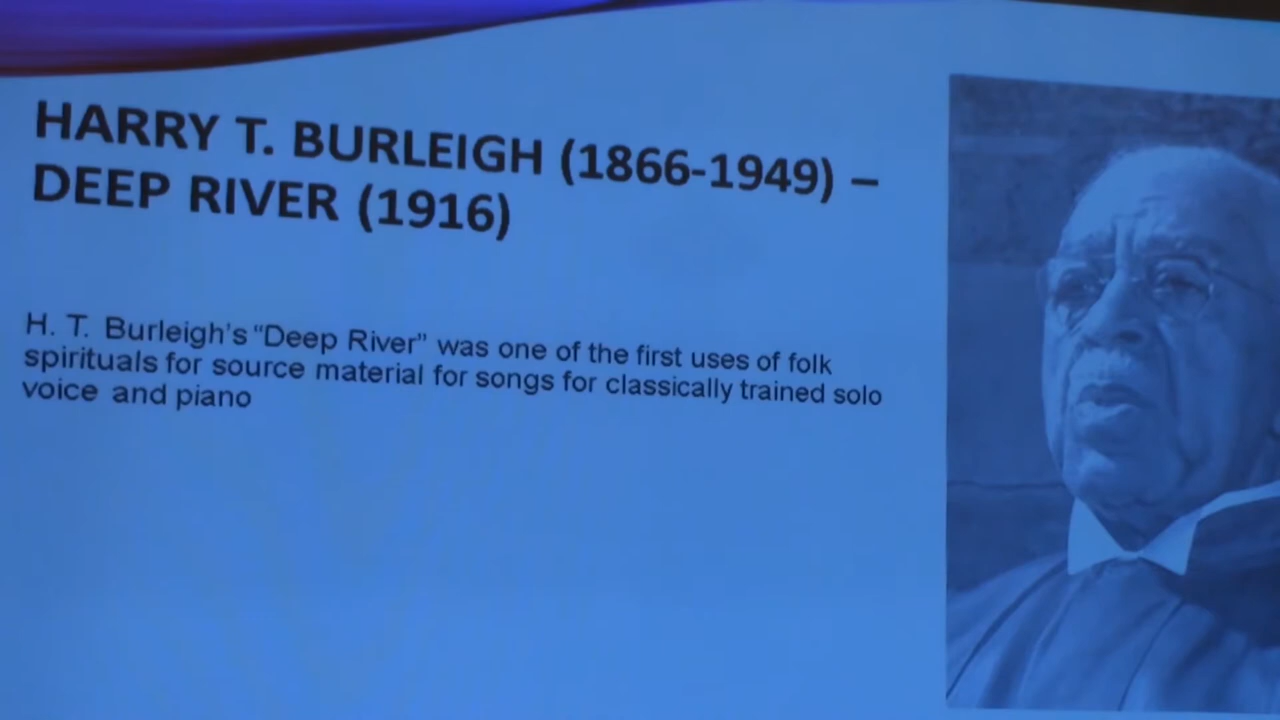 HARRY T. BURLEIGH (1866-1949) –
DEEP RIVER (1916)
H. T. Burleigh's “Deep River” was one of the first uses of folk
spirituals for source material for songs for classically trained solo
voice and piano